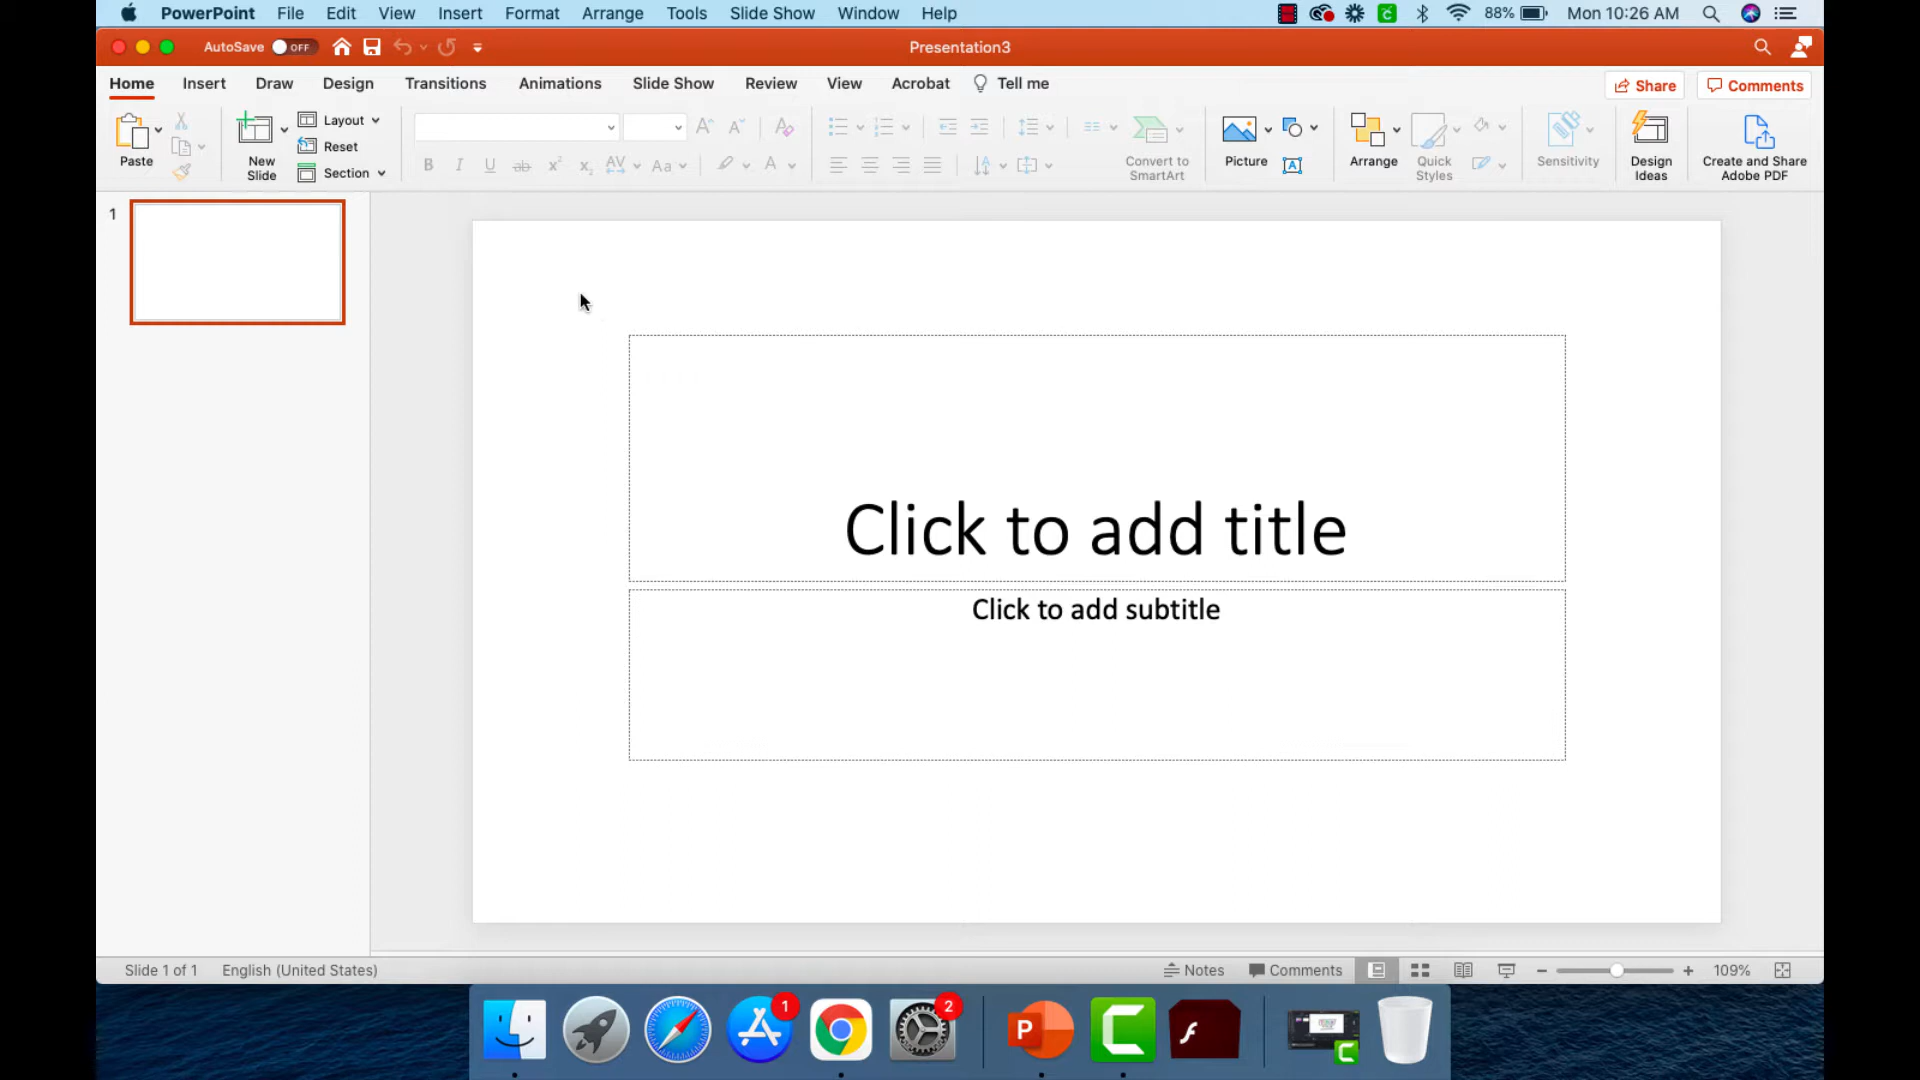 PowerPoint File Edit View Insert Format Arrange Tools Slide Show Window Help 88% Mon 10:26 AM
AutoSave OFF Presentation3
Home Insert Draw Design Transitions Animations Slide Show Review View Acrobat Tell me Share Comments
Paste
New
Slide
Layout
Reset
Section
Convert to
SmartArt
Picture
Arrange
Quick
Styles
Sensitivity
Design
Ideas
Create and Share
Adobe PDF
1
Click to add title
Click to add subtitle
Slide 1 of 1 English (United States) Notes Comments 109%
1
2